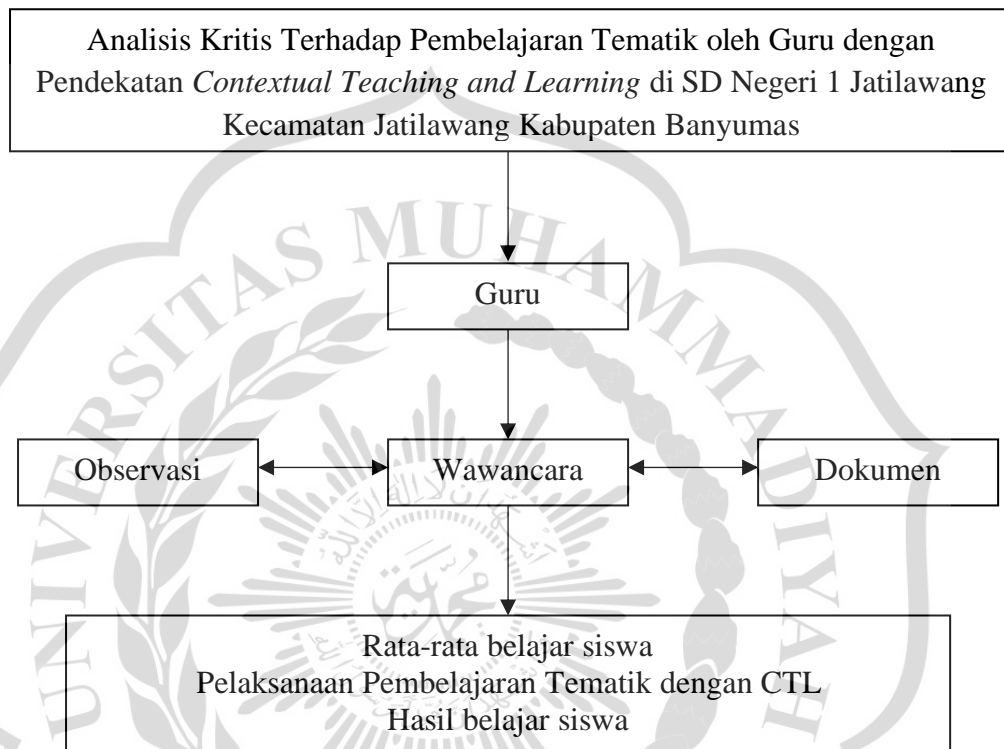 Analisis Kritis Terhadap Pembelajaran Tematik oleh Guru dengan
Pendekatan Contextual Teaching and Learning di SD Negeri 1 Jatilawang
Kecamatan Jatilawang Kabupaten Banyumas
UNIVERSITAS MUHAMMADIYAH
Guru
Observasi
Wawancara
Dokumen
Rata-rata belajar siswa
Pelaksanaan Pembelajaran Tematik dengan CTL
Hasil belajar siswa